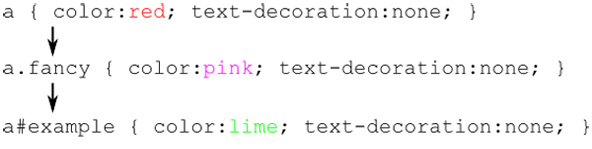 a { color:red; text-decoration:none; }
a.fancy { color:pink; text-decoration:none; }
a#example { color:lime; text-decoration:none; }